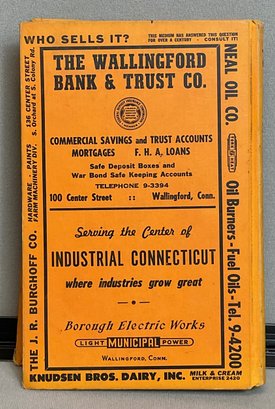 WHO SELLS IT?
THIS MEDIUM HAS ANSWERED THIS QUESTION
FOR OVER A CENTURY - CONSULT IT!
THE WALLINGFORD
BANK & TRUST CO.
COMMERCIAL SAVINGS and TRUST ACCOUNTS
MORTGAGES F. H. A. LOANS
Safe Deposit Boxes and
War Bond Safe Keeping Accounts
TELEPHONE 9-3394
100 Center Street :: Wallingford, Conn.
Serving the Center of
INDUSTRIAL CONNECTICUT
where industries grow great
Borough Electric Works
LIGHT MUNICIPAL POWER
WALLINGFORD, CONN.
KNUDSEN BROS. DAIRY, INC.
MILK & CREAM
ENTERPRISE 2420
THE J. R. BURGHOFF CO.
HARDWARE - PAINTS
FARM MACHINERY DIV.
136 CENTER STREET
S. Orchard at S. Colony Rd.
NEAL OIL CO.
Oil Burners-Fuel Oils-Tel. 9-4200